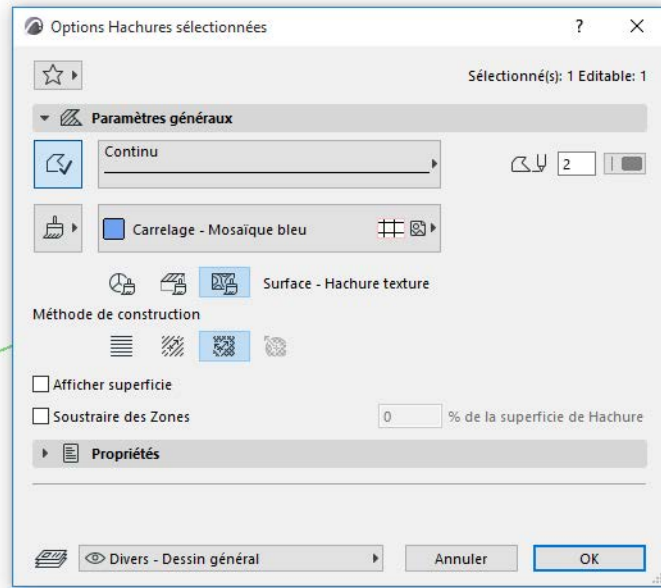 Options Hachures sélectionnées
?
Sélectionné(s): 1 Editable: 1
Paramètres généraux
Continu
2
Carrelage - Mosaïque bleu
Surface - Hachure texture
Méthode de construction
Afficher superficie
Soustraire des Zones
0
% de la superficie de Hachure
Propriétés
Divers - Dessin général
Annuler
OK